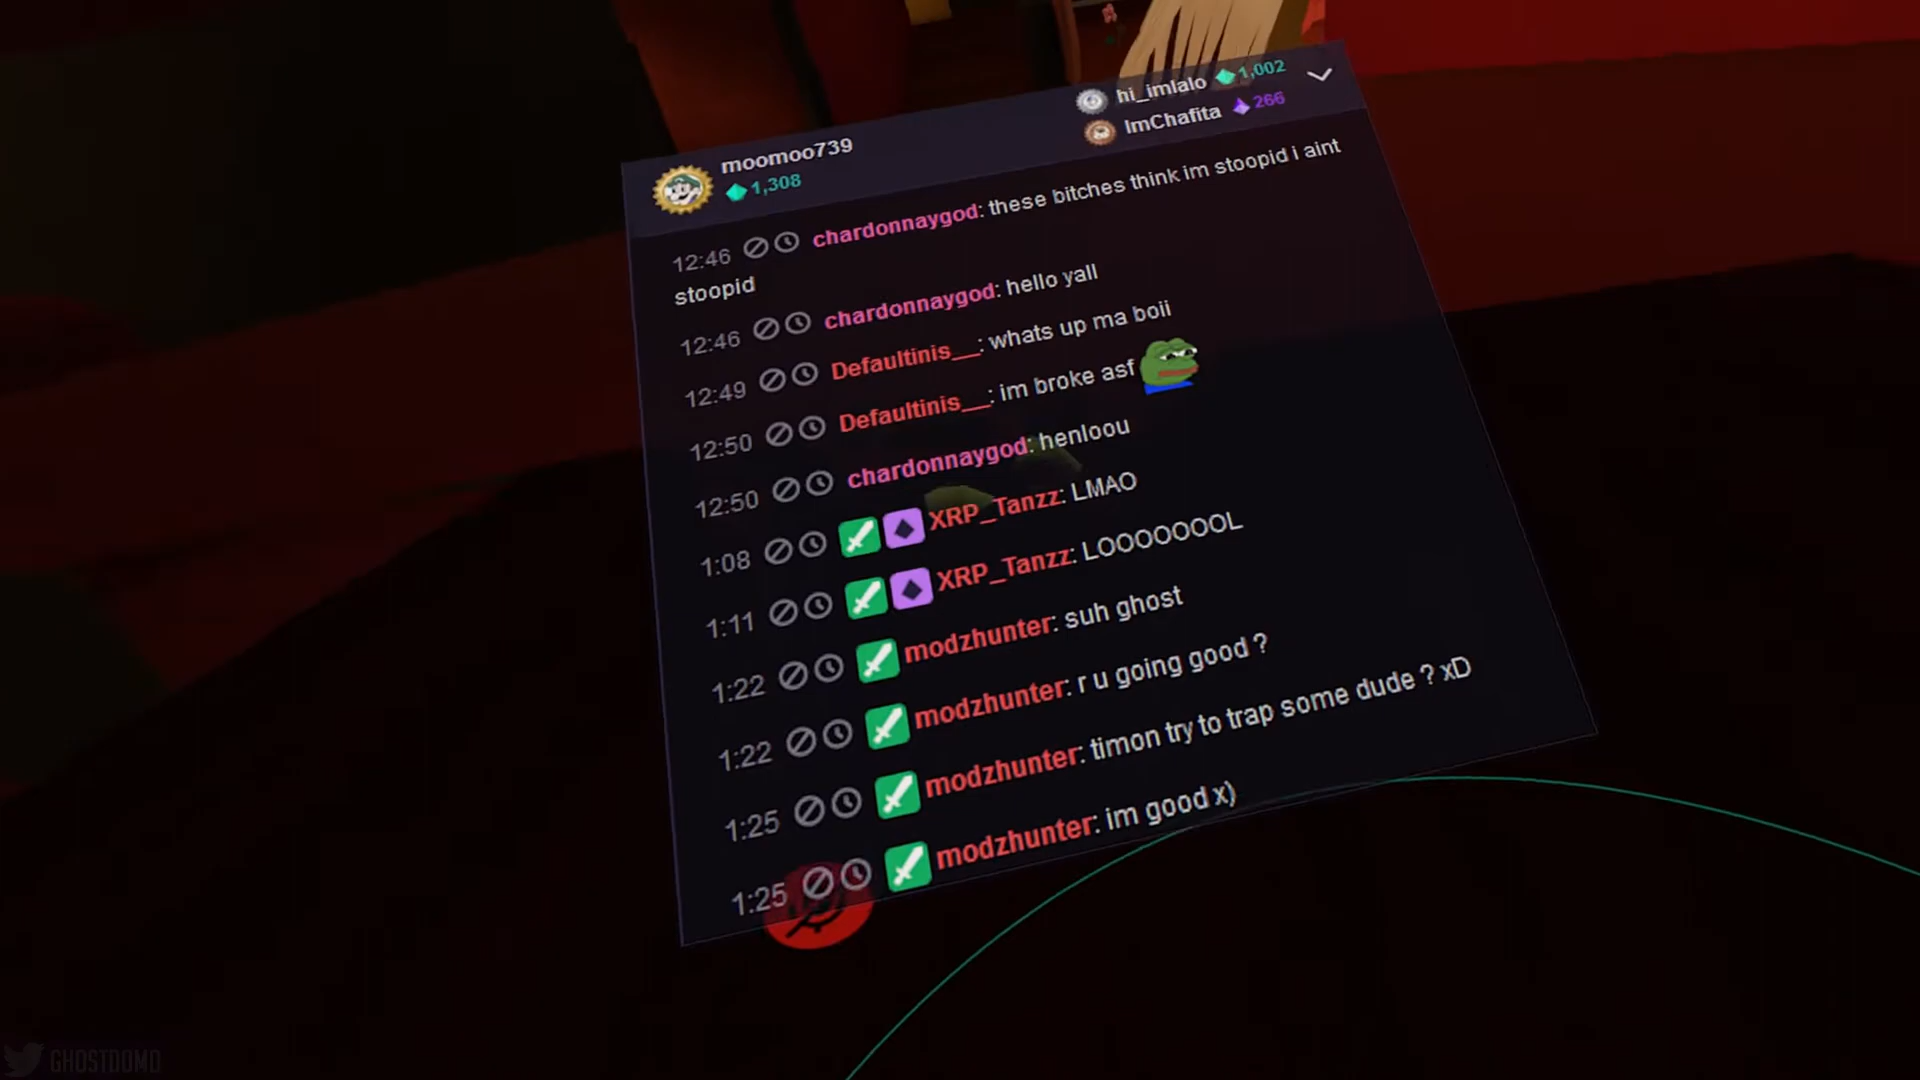 hi_imlalo 1,002
ImChafita 266
moomoo739
1,308
12:46 chardonnaygod: these bitches think im stoopid i aint
stoopid
12:46 chardonnaygod: hello yall
12:49 Defaultinis__: whats up ma boii
12:50 Defaultinis__: im broke asf
12:50 chardonnaygod: henloou
1:08 XRP_Tanzz: LMAO
1:11 XRP_Tanzz: LOOOOOOOL
1:22 modzhunter: suh ghost
1:22 modzhunter: r u going good ?
1:25 modzhunter: timon try to trap some dude ? xD
1:25 modzhunter: im good x)
GHOSTDOMO